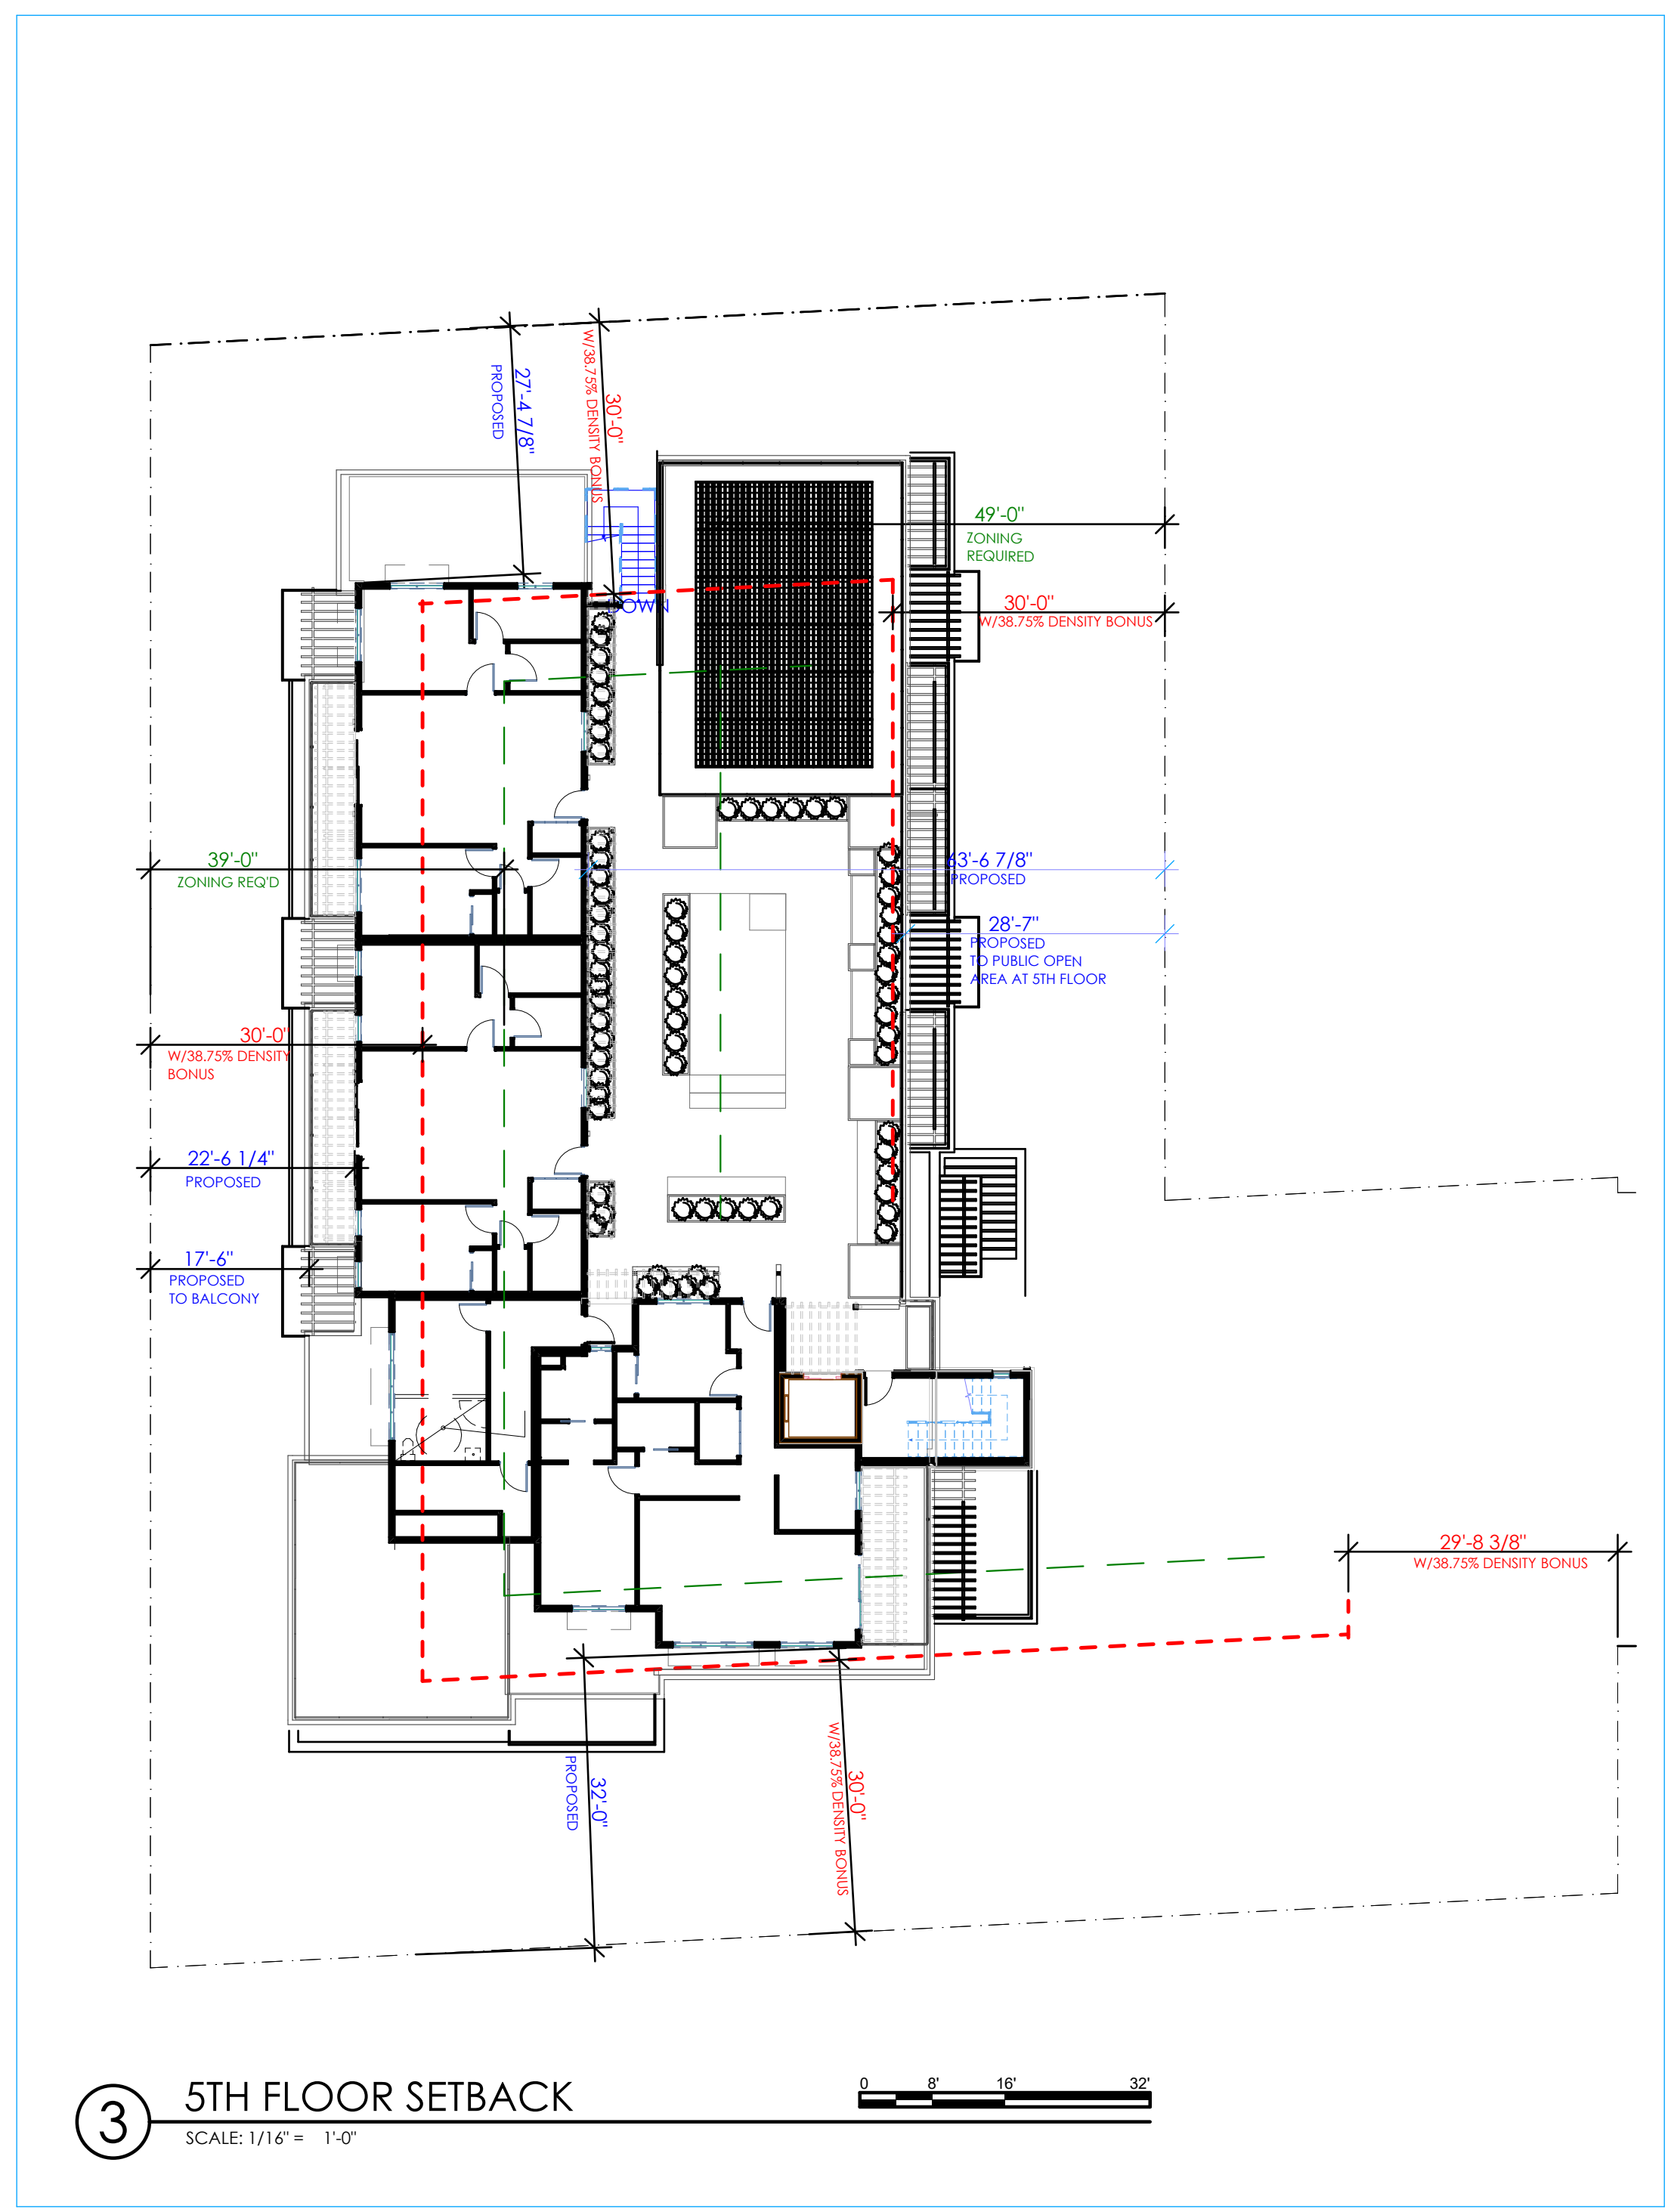 27'-4 7/8"
PROPOSED
30'-0"
W/38.75% DENSITY BONUS
49'-0"
ZONING
REQUIRED
DOWN
30'-0"
W/38.75% DENSITY BONUS
39'-0"
ZONING REQ'D
63'-6 7/8"
PROPOSED
28'-7"
PROPOSED
TO PUBLIC OPEN
AREA AT 5TH FLOOR
30'-0"
W/38.75% DENSITY
BONUS
22'-6 1/4"
PROPOSED
17'-6"
PROPOSED
TO BALCONY
29'-8 3/8"
W/38.75% DENSITY BONUS
32'-0"
PROPOSED
30'-0"
W/38.75% DENSITY BONUS
3
5TH FLOOR SETBACK
SCALE: 1/16" = 1'-0"
0 8' 16' 32'